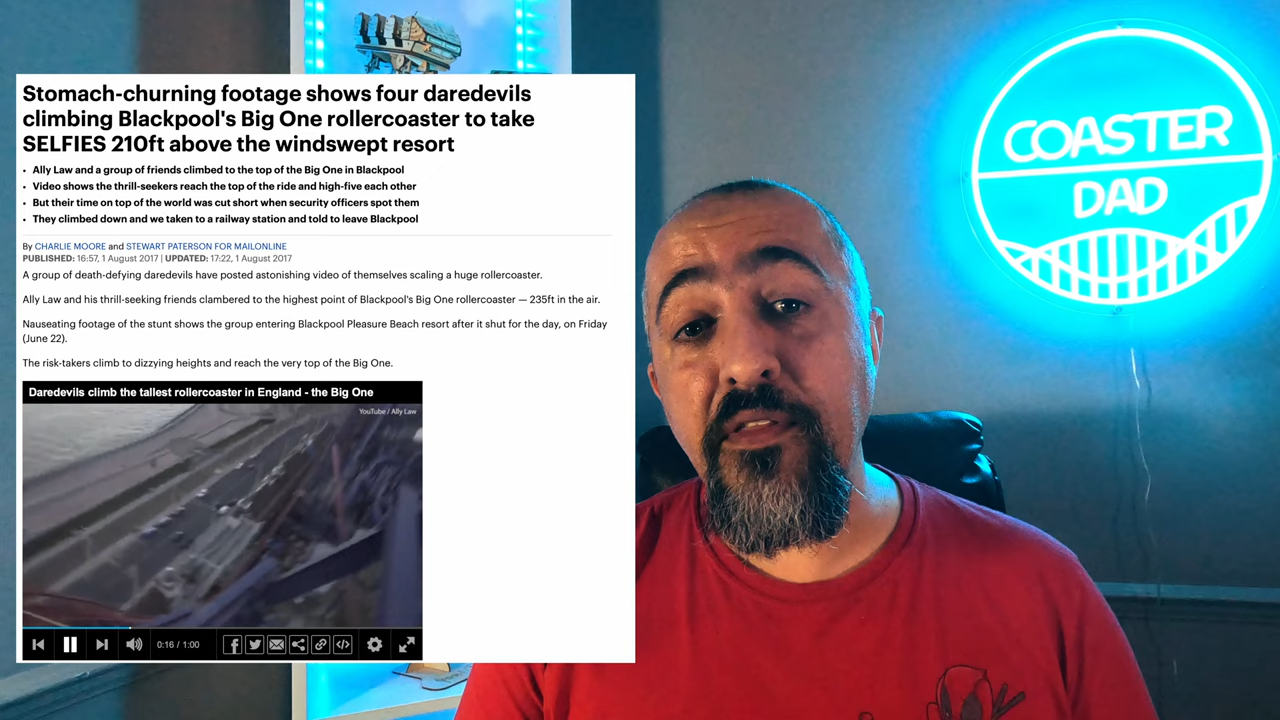 Stomach-churning footage shows four daredevils
climbing Blackpool's Big One rollercoaster to take
SELFIES 210ft above the windswept resort
• Ally Law and a group of friends climbed to the top of the Big One in Blackpool
• Video shows the thrill-seekers reach the top of the ride and high-five each other
• But their time on top of the world was cut short when security officers spot them
• They climbed down and we taken to a railway station and told to leave Blackpool
By CHARLIE MOORE and STEWART PATERSON FOR MAILONLINE
PUBLISHED: 16:57, 1 August 2017 | UPDATED: 17:22, 1 August 2017
A group of death-defying daredevils have posted astonishing video of themselves scaling a huge rollercoaster.
Ally Law and his thrill-seeking friends clambered to the highest point of Blackpool's Big One rollercoaster — 235ft in the air.
Nauseating footage of the stunt shows the group entering Blackpool Pleasure Beach resort after it shut for the day, on Friday
(June 22).
The risk-takers climb to dizzying heights and reach the very top of the Big One.
Daredevils climb the tallest rollercoaster in England - the Big One
YouTube / Ally Law
0:16 / 1:00
COASTER
DAD